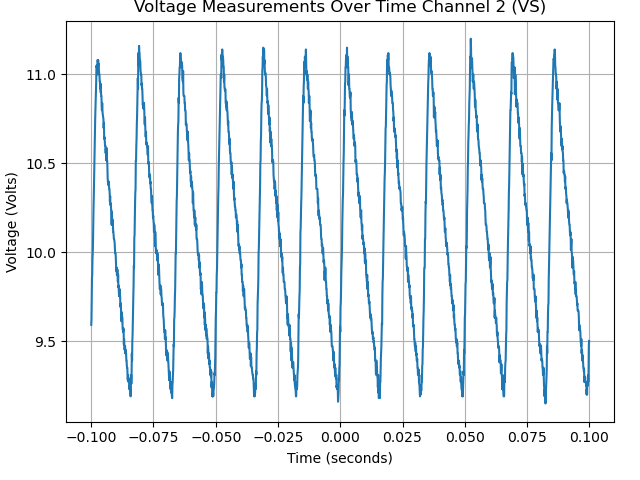 Voltage Measurements Over Time Channel 2 (VS)
11.0
10.5
10.0
9.5
Voltage (Volts)
−0.100 −0.075 −0.050 −0.025 0.000 0.025 0.050 0.075 0.100
Time (seconds)